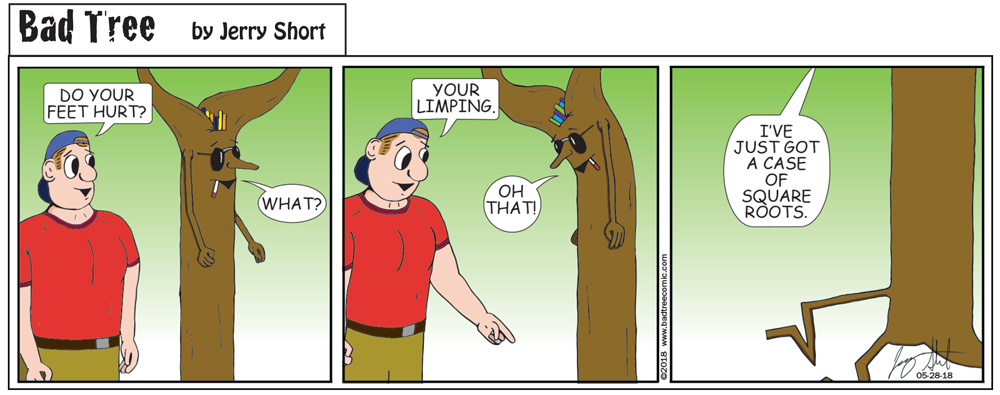 Bad Tree by Jerry Short
DO YOUR
FEET HURT?
WHAT?
YOUR
LIMPING.
OH
THAT!
©2018 www.badtreecomic.com
I'VE
JUST GOT
A CASE
OF
SQUARE
ROOTS.
05-28-18